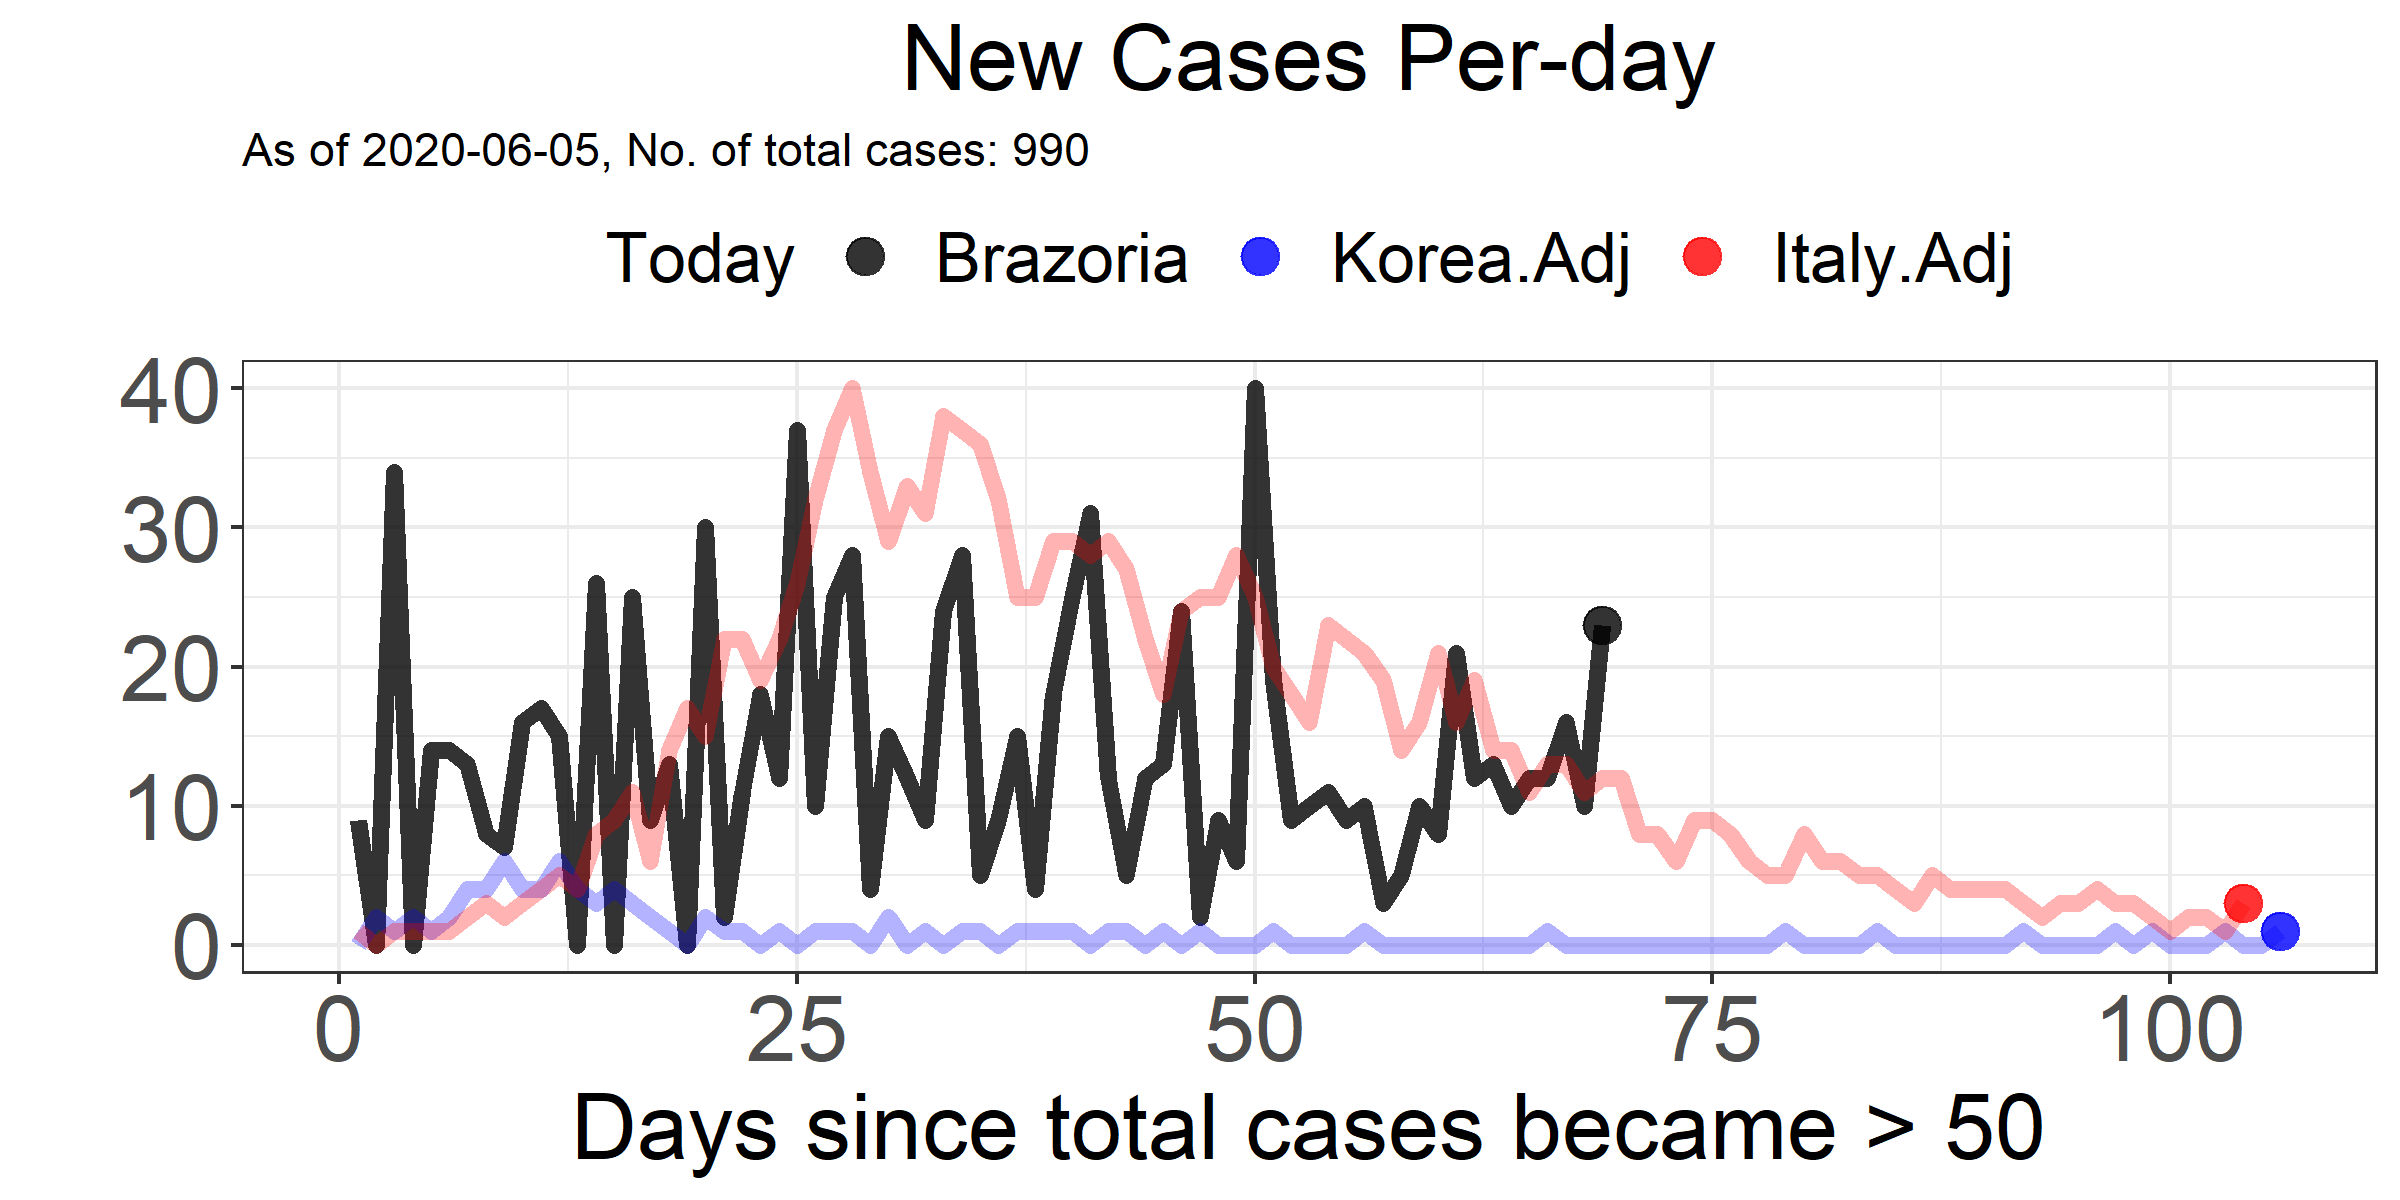 New Cases Per-day
As of 2020-06-05, No. of total cases: 990
Today Brazoria Korea.Adj Italy.Adj
40
30
20
10
0
0 25 50 75 100
Days since total cases became > 50